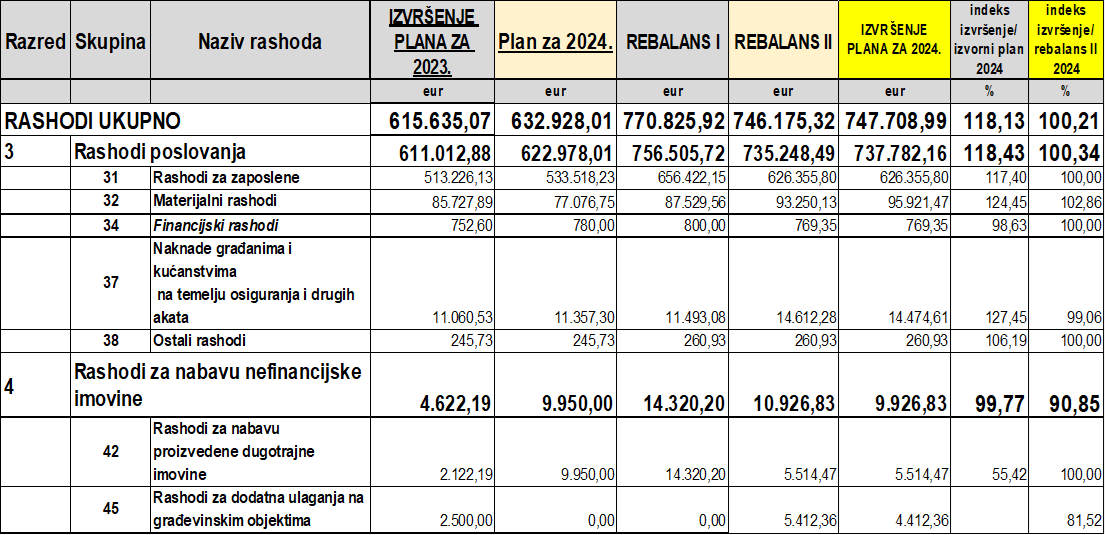 Razred Skupina Naziv rashoda IZVRŠENJE PLANA ZA 2023. Plan za 2024. REBALANS I REBALANS II IZVRŠENJE PLANA ZA 2024. indeks izvršenje/ izvorni plan 2024 indeks izvršenje/ rebalans II 2024
eur eur eur eur eur % %
RASHODI UKUPNO 615.635,07 632.928,01 770.825,92 746.175,32 747.708,99 118,13 100,21
3 Rashodi poslovanja 611.012,88 622.978,01 756.505,72 735.248,49 737.782,16 118,43 100,34
31 Rashodi za zaposlene 513.226,13 533.518,23 656.422,15 626.355,80 626.355,80 117,40 100,00
32 Materijalni rashodi 85.727,89 77.076,75 87.529,56 93.250,13 95.921,47 124,45 102,86
34 Financijski rashodi 752,60 780,00 800,00 769,35 769,35 98,63 100,00
Naknade građanima i
kućanstvima
37 na temelju osiguranja i drugih
akata 11.060,53 11.357,30 11.493,08 14.612,28 14.474,61 127,45 99,06
38 Ostali rashodi 245,73 245,73 260,93 260,93 260,93 106,19 100,00
4 Rashodi za nabavu nefinancijske
imovine 4.622,19 9.950,00 14.320,20 10.926,83 9.926,83 99,77 90,85
Rashodi za nabavu
42 proizvedene dugotrajne
imovine 2.122,19 9.950,00 14.320,20 5.514,47 5.514,47 55,42 100,00
45 Rashodi za dodatna ulaganja na
građevinskim objektima 2.500,00 0,00 0,00 5.412,36 4.412,36 81,52